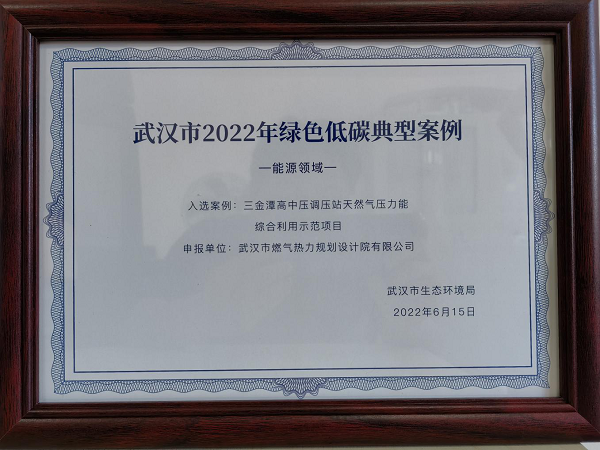 武汉市2022年绿色低碳典型案例
—能源领域—
入选案例：三金潭高中压调压站天然气压力能
综合利用示范项目
申报单位：武汉市燃气热力规划设计院有限公司
武汉市生态环境局
2022年6月15日